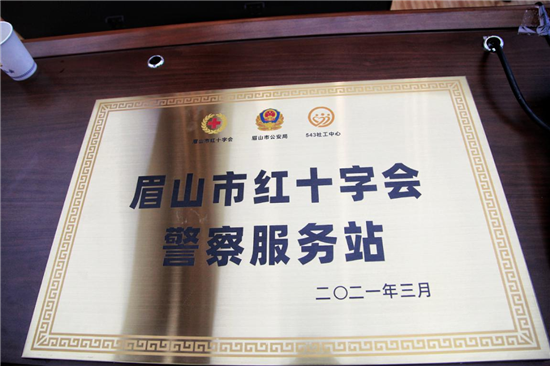 眉山市红十字会 眉山市公安局 543社工中心
眉山市红十字会
警察服务站
二〇二一年三月